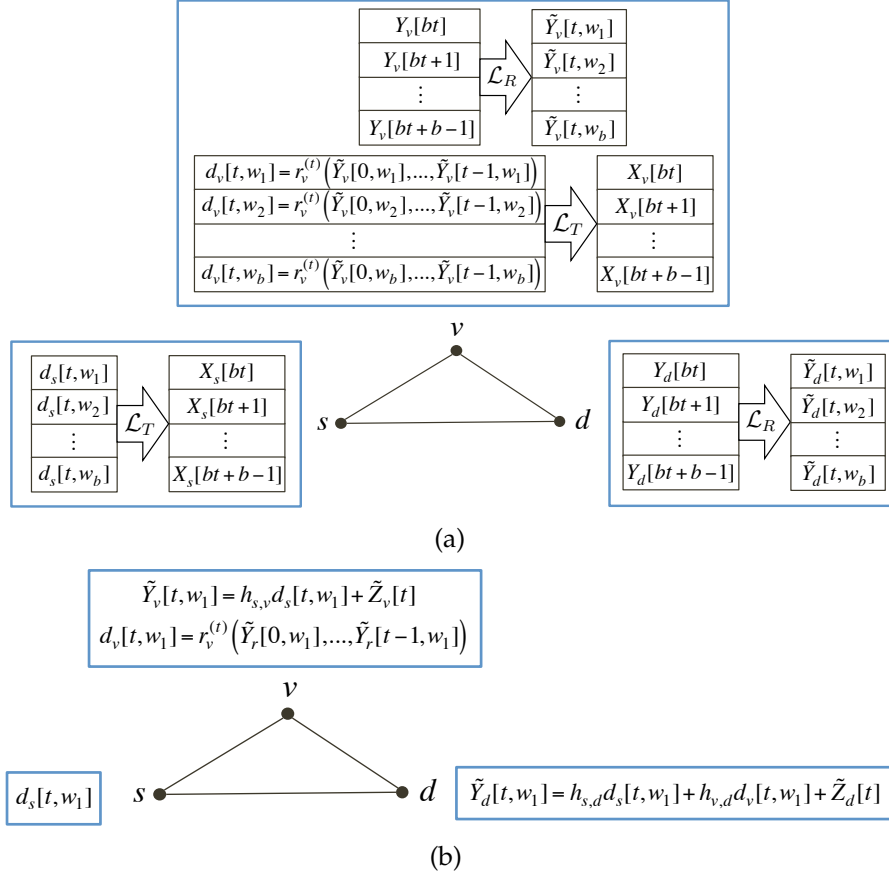 Y_v[bt]
Y_v[bt+1]
⋮
Y_v[bt+b−1]
ℒ_R
Ỹ_v[t,w_1]
Ỹ_v[t,w_2]
⋮
Ỹ_v[t,w_b]
d_v[t,w_1] = r_v^{(t)}(Ỹ_v[0,w_1],...,Ỹ_v[t−1,w_1])
d_v[t,w_2] = r_v^{(t)}(Ỹ_v[0,w_2],...,Ỹ_v[t−1,w_2])
⋮
d_v[t,w_b] = r_v^{(t)}(Ỹ_v[0,w_b],...,Ỹ_v[t−1,w_b])
ℒ_T
X_v[bt]
X_v[bt+1]
⋮
X_v[bt+b−1]
d_s[t,w_1]
d_s[t,w_2]
⋮
d_s[t,w_b]
ℒ_T
X_s[bt]
X_s[bt+1]
⋮
X_s[bt+b−1]
v
s
d
Y_d[bt]
Y_d[bt+1]
⋮
Y_d[bt+b−1]
ℒ_R
Ỹ_d[t,w_1]
Ỹ_d[t,w_2]
⋮
Ỹ_d[t,w_b]
(a)
Ỹ_v[t,w_1] = h_{s,v}d_s[t,w_1] + Z̃_v[t]
d_v[t,w_1] = r_v^{(t)}(Ỹ_r[0,w_1],...,Ỹ_r[t−1,w_1])
v
d_s[t,w_1]
s
d
Ỹ_d[t,w_1] = h_{s,d}d_s[t,w_1] + h_{v,d}d_v[t,w_1] + Z̃_d[t]
(b)